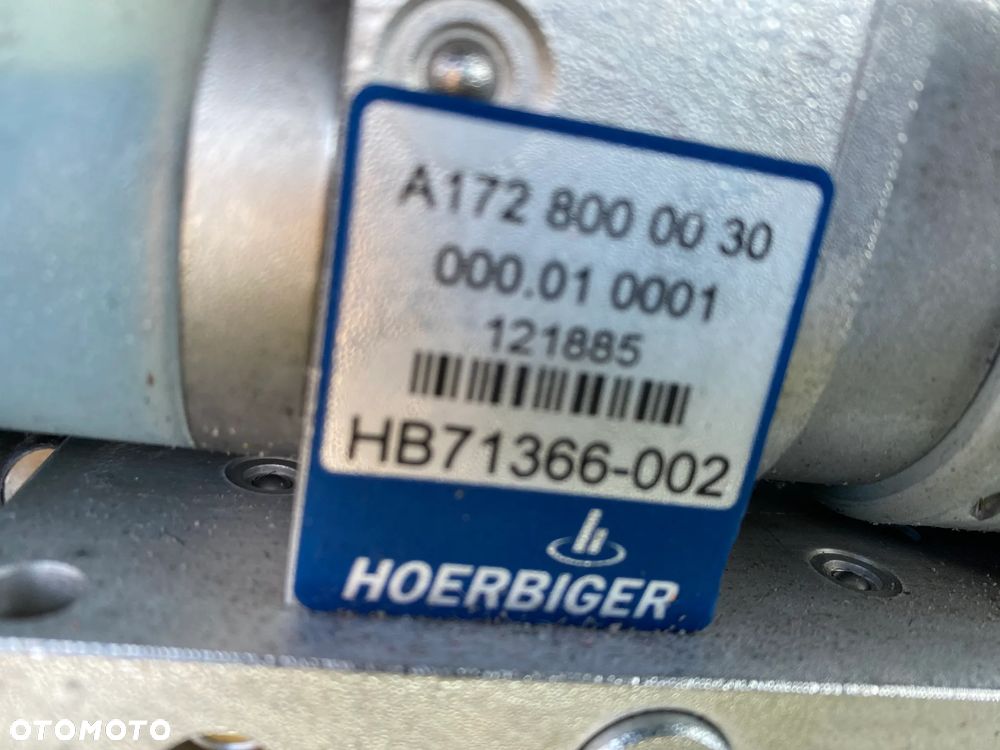 A172 800 00 30
000.01 0001
121885
HB71366-002
HOERBIGER
OTOMOTO